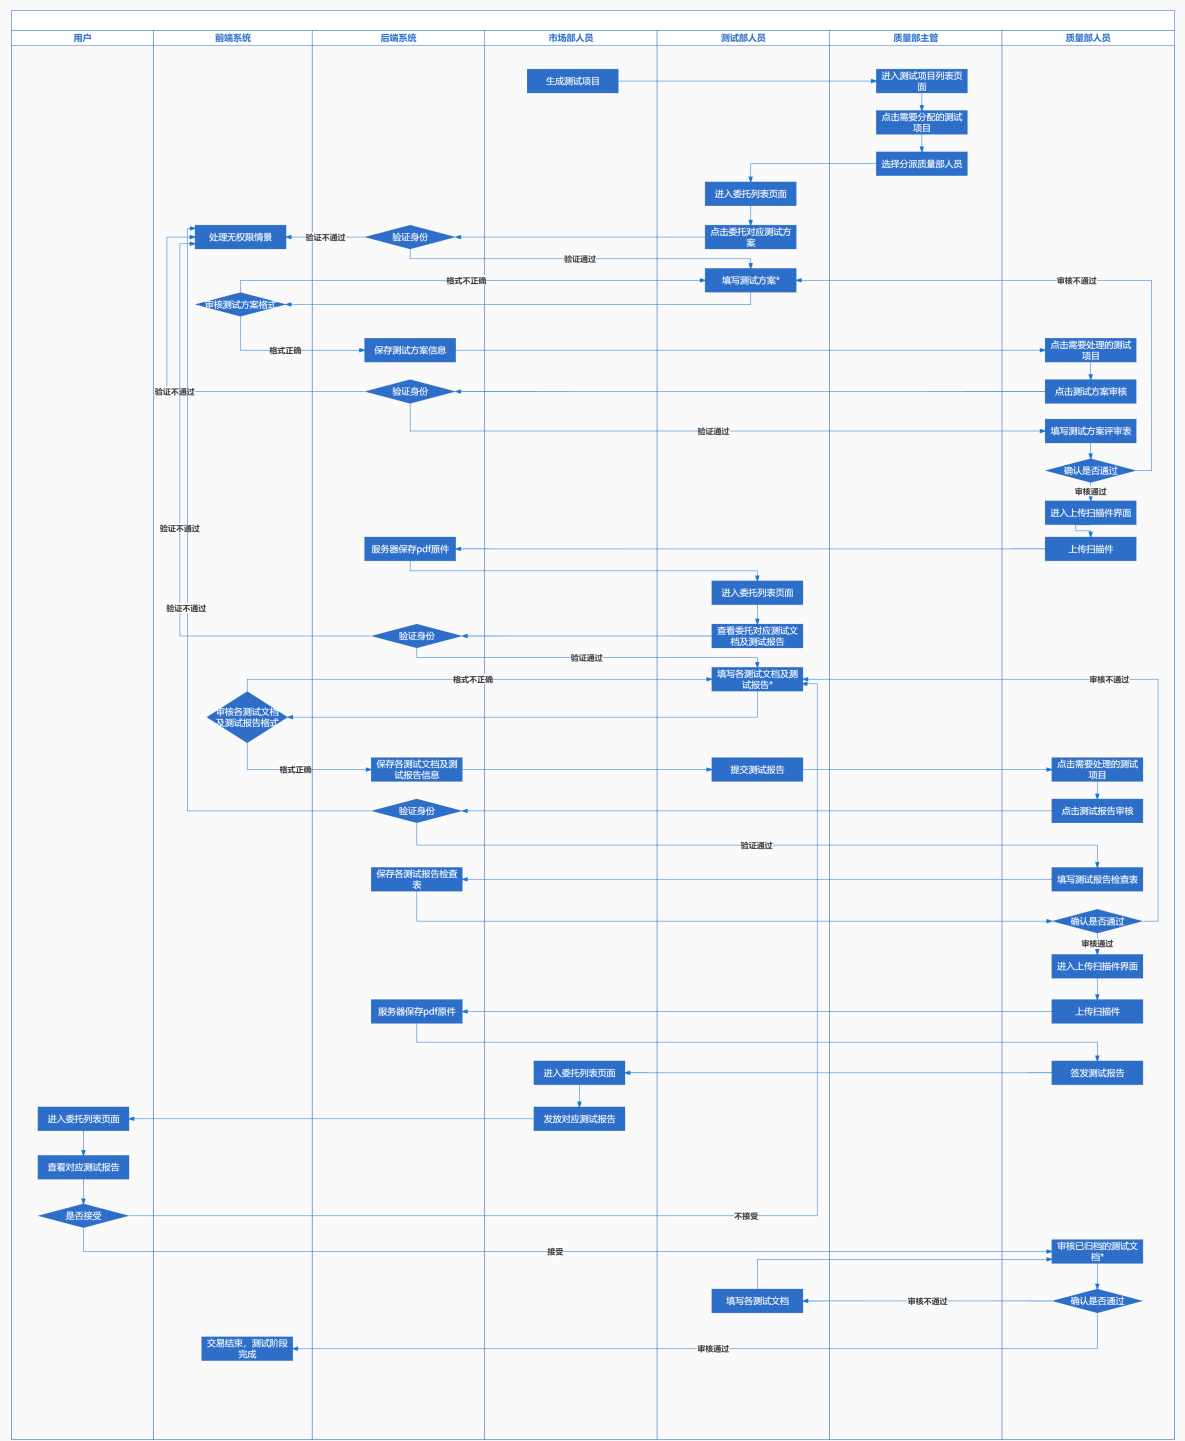 用户
前端系统
后端系统
市场部人员
测试部人员
质量部主管
质量部人员
生成测试项目
进入测试项目列表页
面
点击需要分配的测试
项目
选择分派质量部人员
进入委托列表页面
处理无权限情景
验证不通过
验证身份
点击委托对应测试方
案
验证通过
格式不正确
填写测试方案*
审核不通过
审核测试方案格式
格式正确
保存测试方案信息
点击需要处理的测试
项目
验证不通过
验证身份
点击测试方案审核
验证通过
填写测试方案评审表
确认是否通过
审核通过
进入上传扫描件界面
验证不通过
服务器保存pdf原件
上传扫描件
进入委托列表页面
验证不通过
验证身份
查看委托对应测试文
档及测试报告
验证通过
格式不正确
填写各测试文档及测
试报告*
审核不通过
审核各测试文档
及测试报告格式
格式正确
保存各测试文档及测
试报告信息
提交测试报告
点击需要处理的测试
项目
验证身份
点击测试报告审核
验证通过
保存各测试报告检查
表
填写测试报告检查表
确认是否通过
审核通过
进入上传扫描件界面
服务器保存pdf原件
上传扫描件
进入委托列表页面
签发测试报告
进入委托列表页面
发放对应测试报告
查看对应测试报告
是否接受
不接受
接受
审核已归档的测试文
档*
填写各测试文档
审核不通过
确认是否通过
交易结束，测试阶段
完成
审核通过